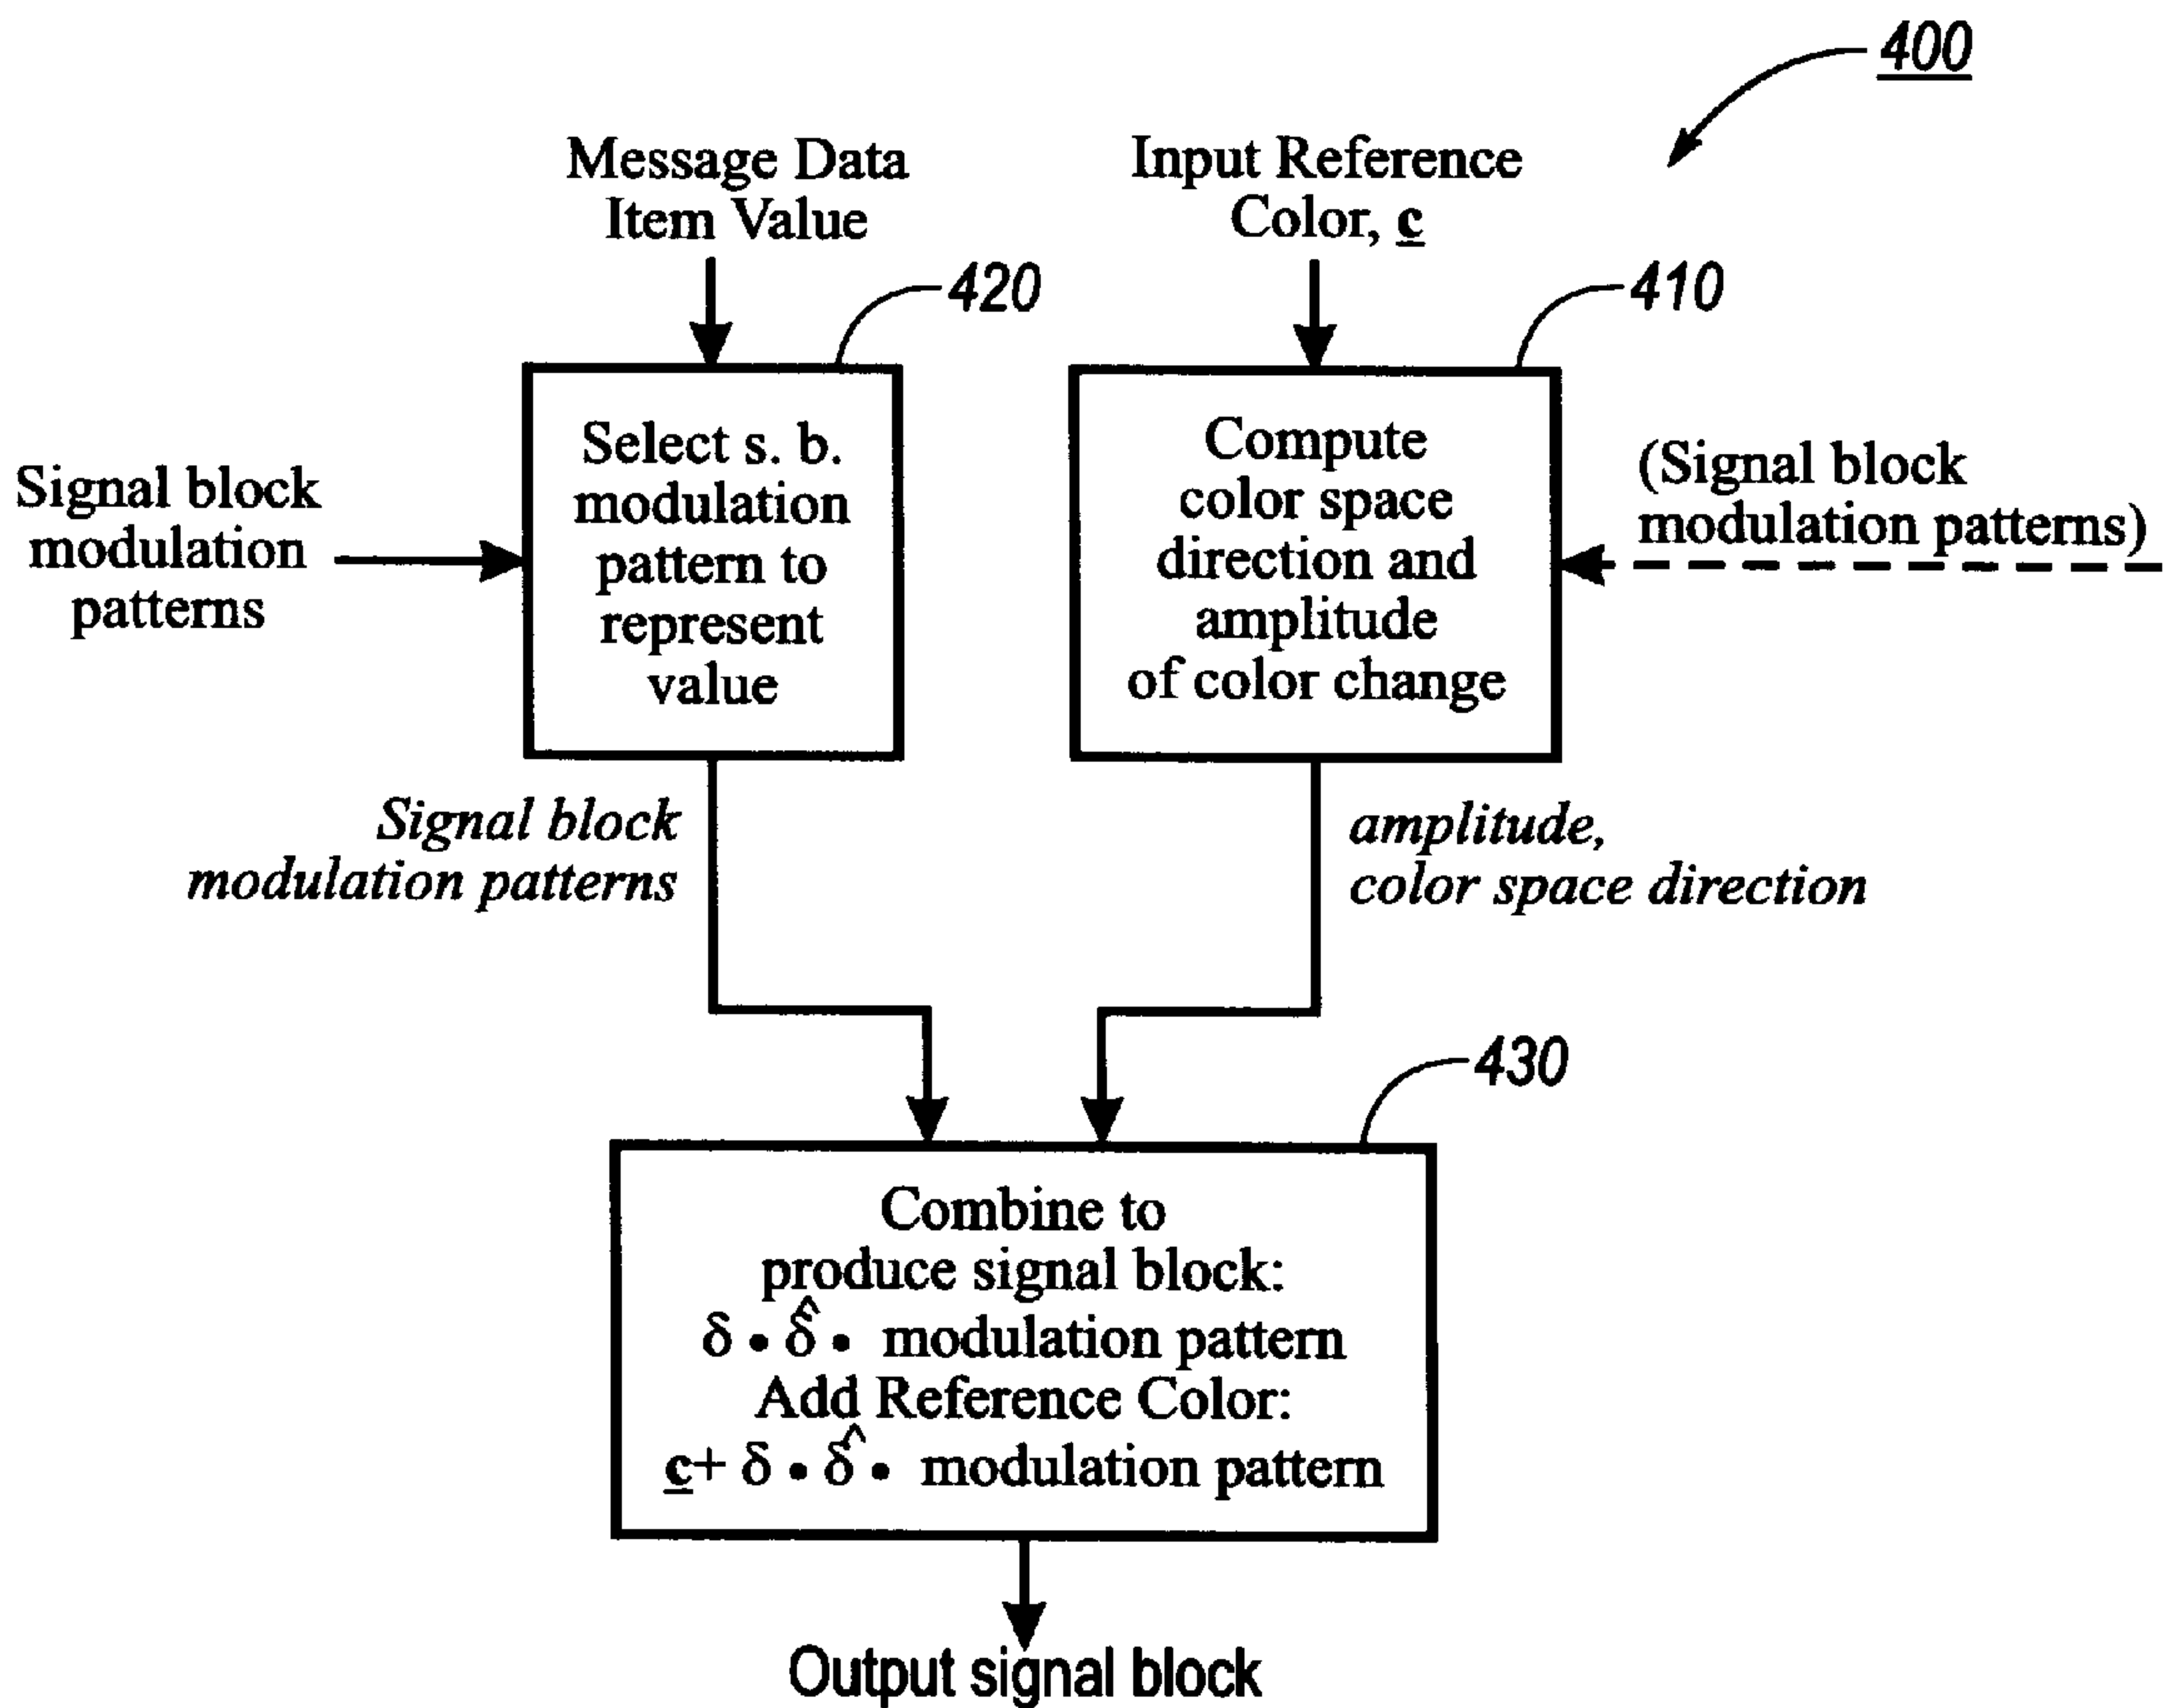 400
Message Data
Item Value
Input Reference
Color, c
420
410
Signal block
modulation
patterns
Select s. b.
modulation
pattern to
represent
value
Compute
color space
direction and
amplitude
of color change
(Signal block
modulation patterns)
Signal block
modulation patterns
amplitude,
color space direction
430
Combine to
produce signal block:
δ • δ̂ • modulation pattern
Add Reference Color:
c+ δ • δ̂ • modulation pattern
Output signal block